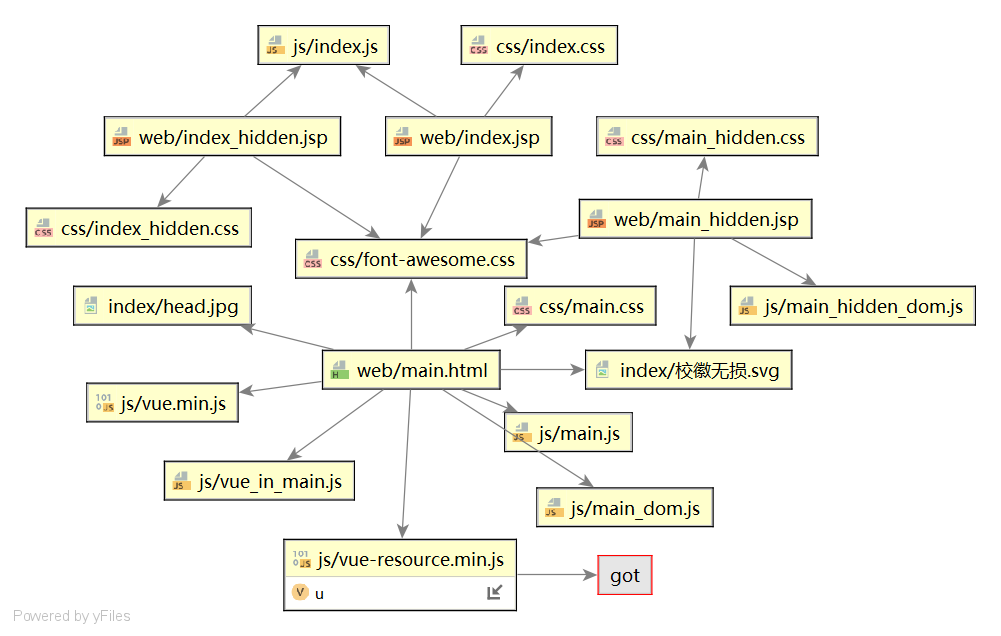 js/index.js
css/index.css
web/index_hidden.jsp
web/index.jsp
css/main_hidden.css
css/index_hidden.css
web/main_hidden.jsp
css/font-awesome.css
index/head.jpg
css/main.css
js/main_hidden_dom.js
web/main.html
index/校徽无损.svg
js/vue.min.js
js/main.js
js/vue_in_main.js
js/main_dom.js
js/vue-resource.min.js
got
u
Powered by yFiles